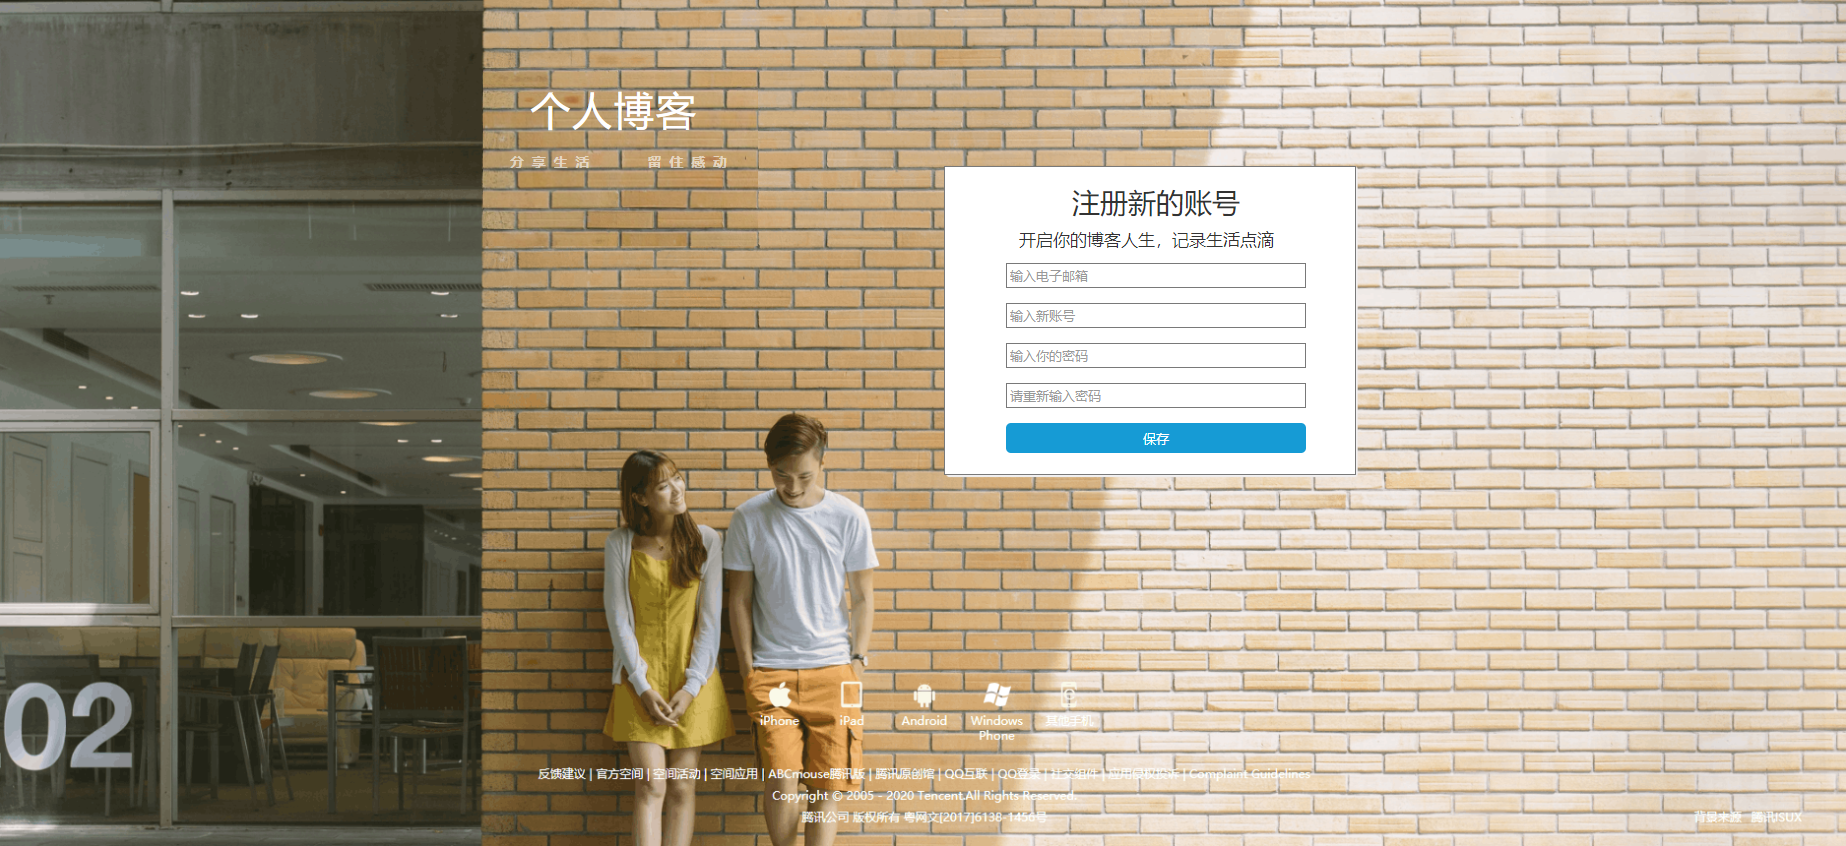 个人博客
分享生活 留住感动
注册新的账号
开启你的博客人生，记录生活点滴
输入电子邮箱
输入新账号
输入你的密码
请重新输入密码
保存
02
iPhone iPad Android Windows Phone 其他手机
反馈建议 | 官方空间 | 空间活动 | 空间应用 | ABCmouse腾讯版 | 腾讯原创馆 | QQ互联 | QQ登录 | 社交组件 | 应用侵权投诉 | Complaint Guidelines
Copyright © 2005 - 2020 Tencent.All Rights Reserved.
腾讯公司 版权所有 粤网文[2017]6138-1456号
背景来源 腾讯ISUX